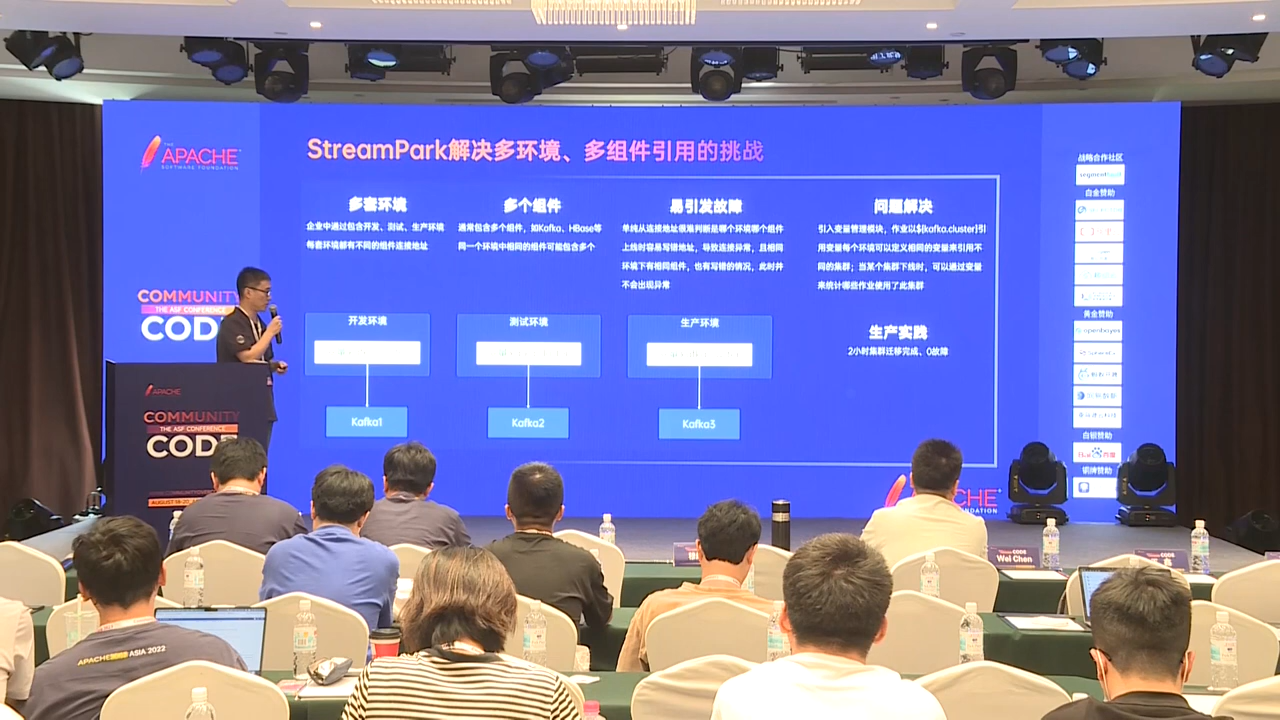 THE
APACHE
SOFTWARE FOUNDATION
StreamPark解决多环境、多组件引用的挑战
多套环境
企业中通过包含开发、测试、生产环境
每套环境都有不同的组件连接地址
多个组件
通常包含多个组件，如Kafka、HBase等
同一个环境中相同的组件可能包含多个
易引发故障
单纯从连接地址很难判断是哪个环境哪个组件
上线时容易写错地址，导致连接异常，且相同
环境下有相同组件，也有写错的情况，此时并
不会出现异常
问题解决
引入变量管理模块，作业以${kafka.cluster}引
用变量每个环境可以定义相同的变量来引用不
同的集群；当某个集群下线时，可以通过变量
来统计哪些作业使用了此集群
开发环境
测试环境
生产环境
Kafka1
Kafka2
Kafka3
生产实践
2小时集群迁移完成、0故障
COMMUNITY
THE ASF CONFERENCE
CODE
战略合作社区
segmentfault
白金赞助
黄金赞助
openbayes
白银赞助
Bai 百度
铜牌赞助
APACHE
COMMUNITY
THE ASF CONFERENCE
CODE
CHE
NDATION
Wei Chen
APACHECON ASIA 2022